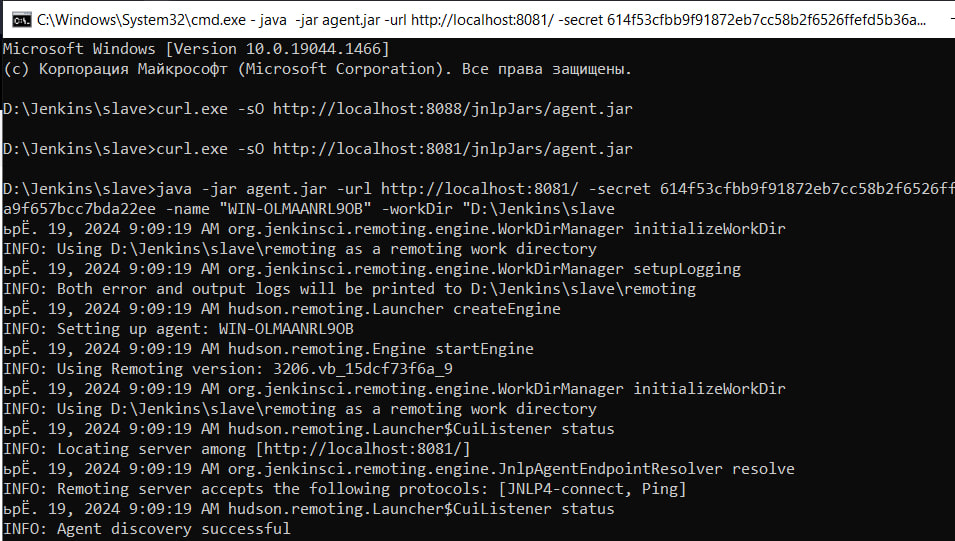 C:\Windows\System32\cmd.exe - java -jar agent.jar -url http://localhost:8081/ -secret 614f53cfbb9f91872eb7cc58b2f6526ffefd5b36a...
Microsoft Windows [Version 10.0.19044.1466]
(c) Корпорация Майкрософт (Microsoft Corporation). Все права защищены.
D:\Jenkins\slave>curl.exe -sO http://localhost:8088/jnlpJars/agent.jar
D:\Jenkins\slave>curl.exe -sO http://localhost:8081/jnlpJars/agent.jar
D:\Jenkins\slave>java -jar agent.jar -url http://localhost:8081/ -secret 614f53cfbb9f91872eb7cc58b2f6526ff
a9f657bcc7bda22ee -name "WIN-OLMAANRL9OB" -workDir "D:\Jenkins\slave
ьрЁ. 19, 2024 9:09:19 AM org.jenkinsci.remoting.engine.WorkDirManager initializeWorkDir
INFO: Using D:\Jenkins\slave\remoting as a remoting work directory
ьрЁ. 19, 2024 9:09:19 AM org.jenkinsci.remoting.engine.WorkDirManager setupLogging
INFO: Both error and output logs will be printed to D:\Jenkins\slave\remoting
ьрЁ. 19, 2024 9:09:19 AM hudson.remoting.Launcher createEngine
INFO: Setting up agent: WIN-OLMAANRL9OB
ьрЁ. 19, 2024 9:09:19 AM hudson.remoting.Engine startEngine
INFO: Using Remoting version: 3206.vb_15dcf73f6a_9
ьрЁ. 19, 2024 9:09:19 AM org.jenkinsci.remoting.engine.WorkDirManager initializeWorkDir
INFO: Using D:\Jenkins\slave\remoting as a remoting work directory
ьрЁ. 19, 2024 9:09:19 AM hudson.remoting.Launcher$CuiListener status
INFO: Locating server among [http://localhost:8081/]
ьрЁ. 19, 2024 9:09:19 AM org.jenkinsci.remoting.engine.JnlpAgentEndpointResolver resolve
INFO: Remoting server accepts the following protocols: [JNLP4-connect, Ping]
ьрЁ. 19, 2024 9:09:19 AM hudson.remoting.Launcher$CuiListener status
INFO: Agent discovery successful